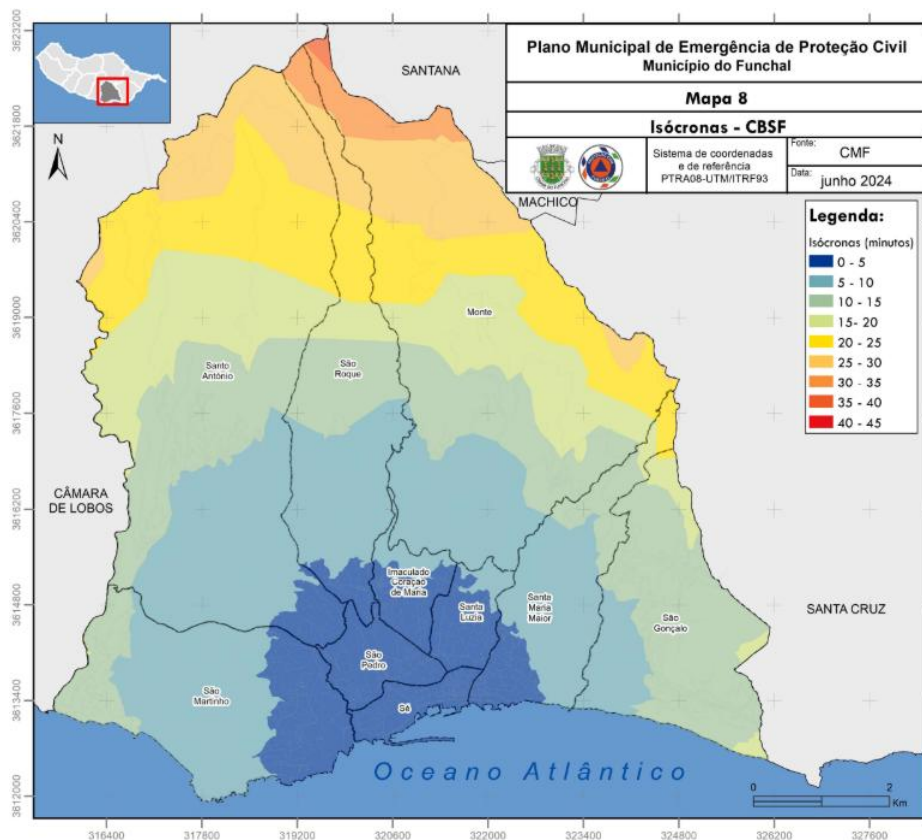 Plano Municipal de Emergência de Proteção Civil
Município do Funchal
Mapa 8
Isócronas - CBSF
Sistema de coordenadas
e de referência
PTRA08-UTM/ITRF93
Fonte:
CMF
Data:
junho 2024
Legenda:
Isócronas (minutos)
0 - 5
5 - 10
10 - 15
15- 20
20 - 25
25 - 30
30 - 35
35 - 40
40 - 45
N
SANTANA
MACHICO
CÂMARA
DE LOBOS
SANTA CRUZ
Monte
Santo
António
São
Roque
Imaculado
Coração
de Maria
Santa
Luzia
Santa
Maria
Maior
São
Gonçalo
São
Pedro
São
Martinho
Sé
Oceano Atlântico
0 2
Km
3623200
3621800
3620400
3619000
3617600
3616200
3614800
3613400
3612000
316400 317800 319200 320600 322000 323400 324800 326200 327600